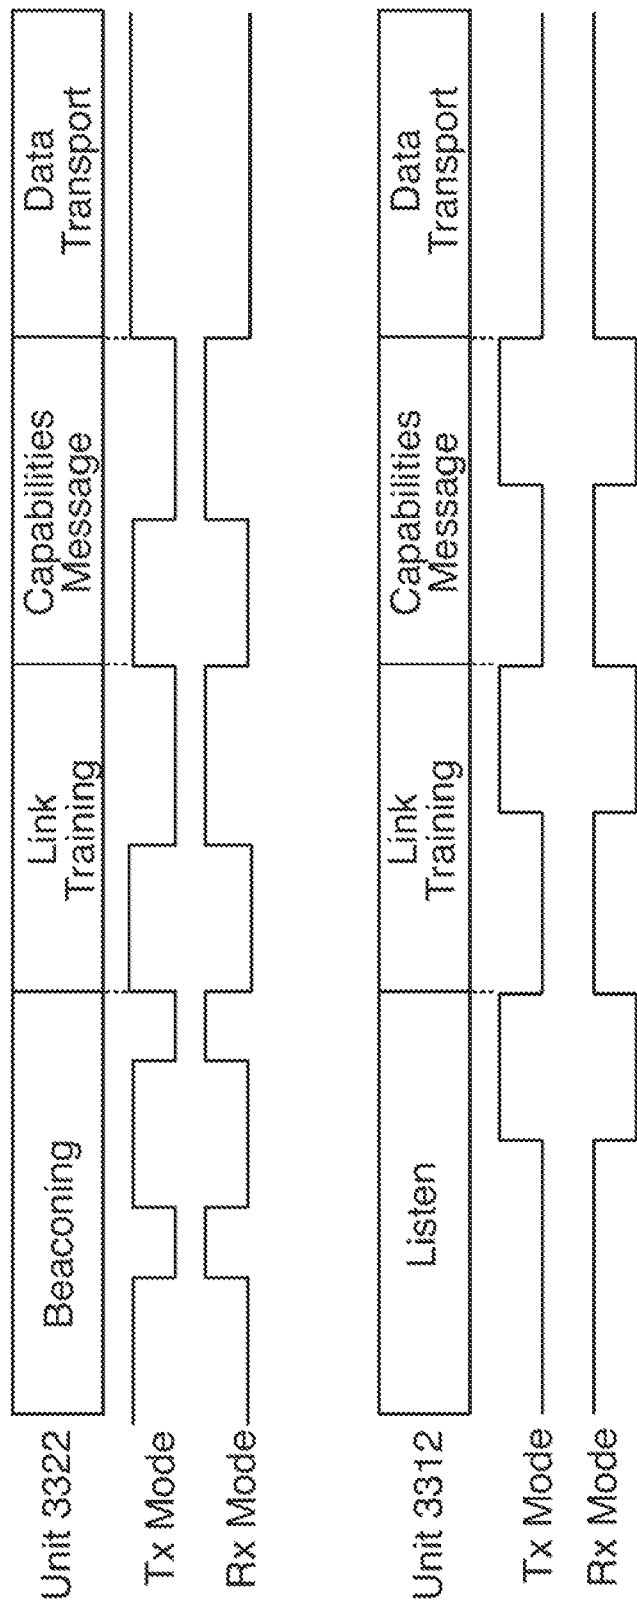 Unit 3322
Beaconing
Link
Training
Capabilities
Message
Data
Transport
Tx Mode
Rx Mode
Unit 3312
Listen
Link
Training
Capabilities
Message
Data
Transport
Tx Mode
Rx Mode